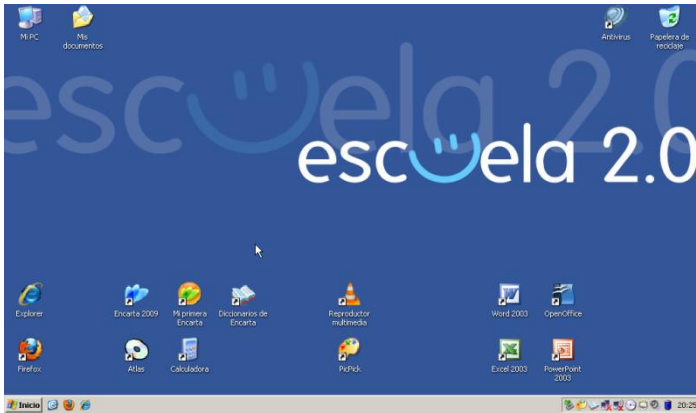 Mi PC
Mis
documentos
Antivirus
Papelera de
reciclaje
escuela 2.0
escuela 2.0
Explorer
Encarta 2009
Mi primera
Encarta
Diccionarios de
Encarta
Reproductor
multimedia
Word 2003
OpenOffice
Firefox
Atlas
Calculadora
PicPick
Excel 2003
PowerPoint
2003
Inicio
20:25